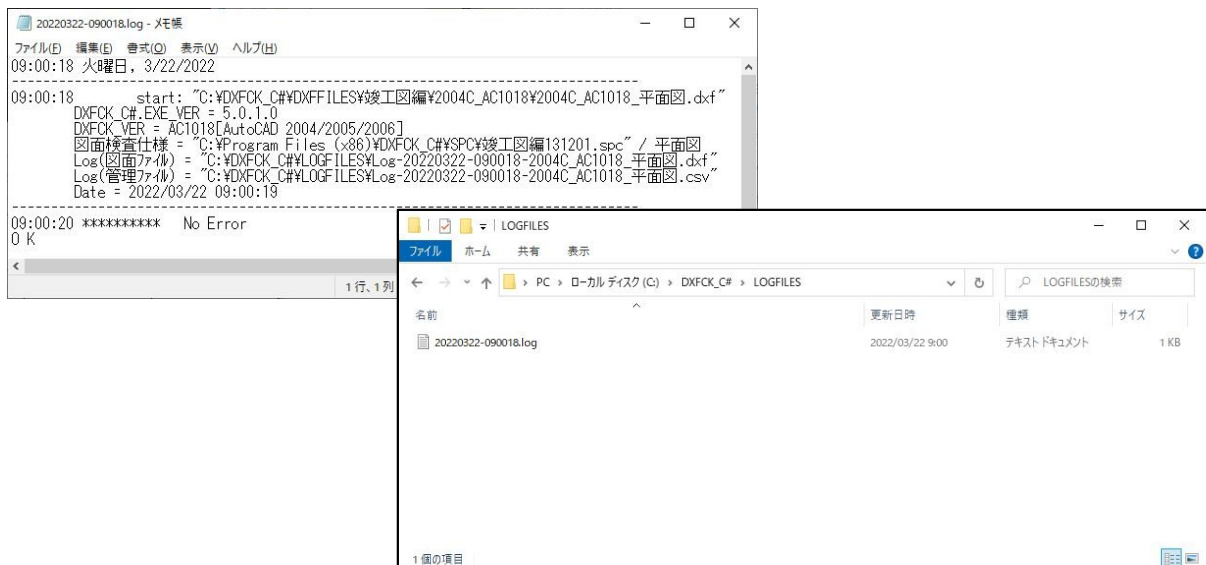 20220322-090018.log - メモ帳
ファイル(F) 編集(E) 書式(O) 表示(V) ヘルプ(H)
09:00:18 火曜日, 3/22/2022
--------------------------------------------------------------------------------
09:00:18 start: "C:¥DXFCK_C#¥DXFFILES¥竣工図編¥2004C_AC1018¥2004C_AC1018_平面図.dxf"
DXFCK_C#.EXE_VER = 5.0.1.0
DXFCK_VER = AC1018[AutoCAD 2004/2005/2006]
図面検査仕様 = "C:¥Program Files (x86)¥DXFCK_C#¥SPC¥竣工図編131201.spc" / 平面図
Log(図面ファイル) = "C:¥DXFCK_C#¥LOGFILES¥Log-20220322-090018-2004C_AC1018_平面図.dxf"
Log(管理ファイル) = "C:¥DXFCK_C#¥LOGFILES¥Log-20220322-090018-2004C_AC1018_平面図.csv"
Date = 2022/03/22 09:00:19
--------------------------------------------------------------------------------
09:00:20 ********** No Error
O K
1 行、1 列
LOGFILES
ファイル ホーム 共有 表示
PC › ローカル ディスク (C:) › DXFCK_C# › LOGFILES
LOGFILESの検索
名前 更新日時 種類 サイズ
20220322-090018.log 2022/03/22 9:00 テキスト ドキュメント 1 KB
1 個の項目